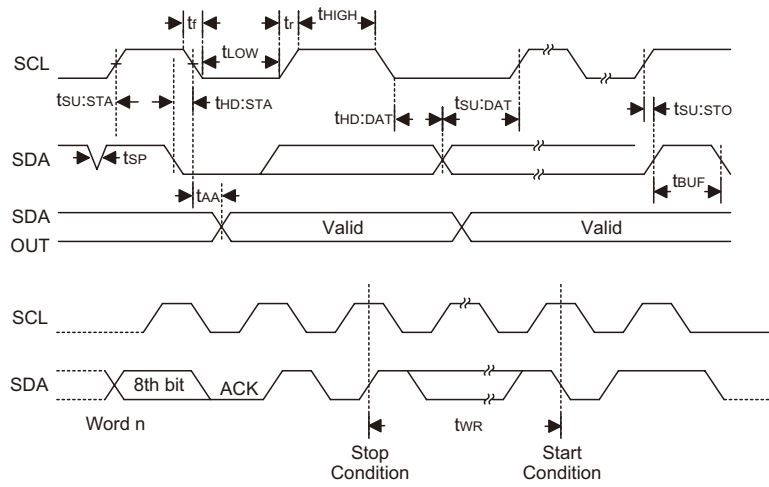 tf
tr
tHIGH
SCL
tLOW
tSU:STA
tHD:STA
tHD:DAT
tSU:DAT
tSU:STO
SDA
tSP
tBUF
tAA
SDA
OUT
Valid
Valid
SCL
SDA
8th bit
ACK
Word n
tWR
Stop
Condition
Start
Condition